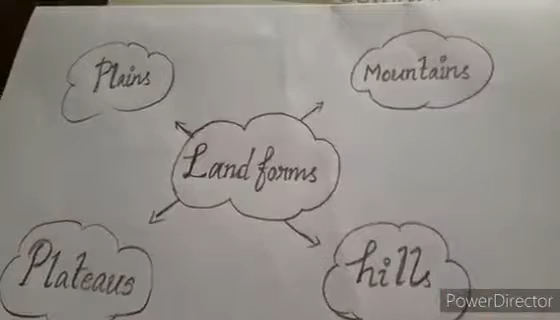 Plains
Mountains
Land forms
Plateaus
hills
PowerDirector